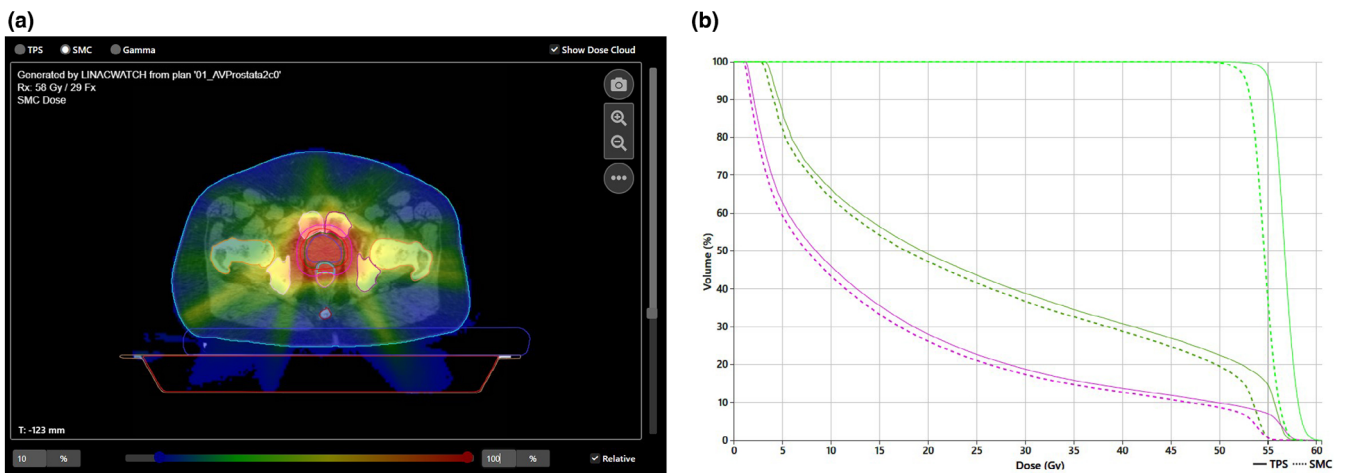 (a)
TPS SMC Gamma Show Dose Cloud
Generated by LINACWATCH from plan '01_AVProstata2c0'
Rx: 58 Gy / 29 Fx
SMC Dose
T: -123 mm
10 % 100 % Relative
(b)
100
90
80
70
60
50
40
30
20
10
0
Volume (%)
0 5 10 15 20 25 30 35 40 45 50 55 60
Dose (Gy)
TPS SMC